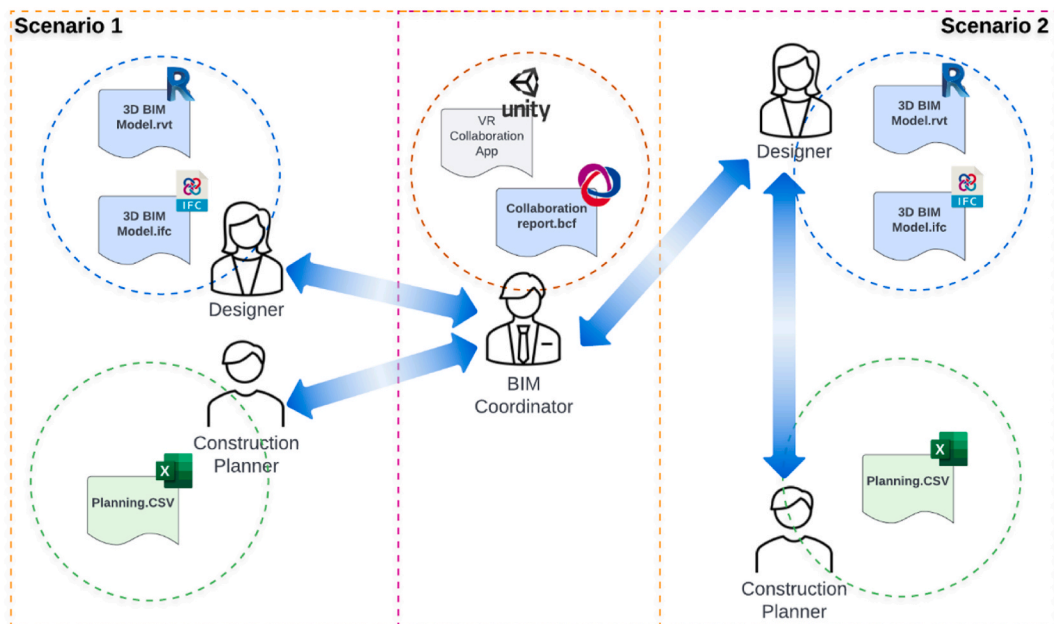 Scenario 1
3D BIM
Model.rvt
R
3D BIM
Model.ifc
IFC
Designer
Construction
Planner
X
Planning.CSV
unity
VR
Collaboration
App
Collaboration
report.bcf
BIM
Coordinator
Scenario 2
Designer
3D BIM
Model.rvt
R
3D BIM
Model.ifc
IFC
X
Planning.CSV
Construction
Planner